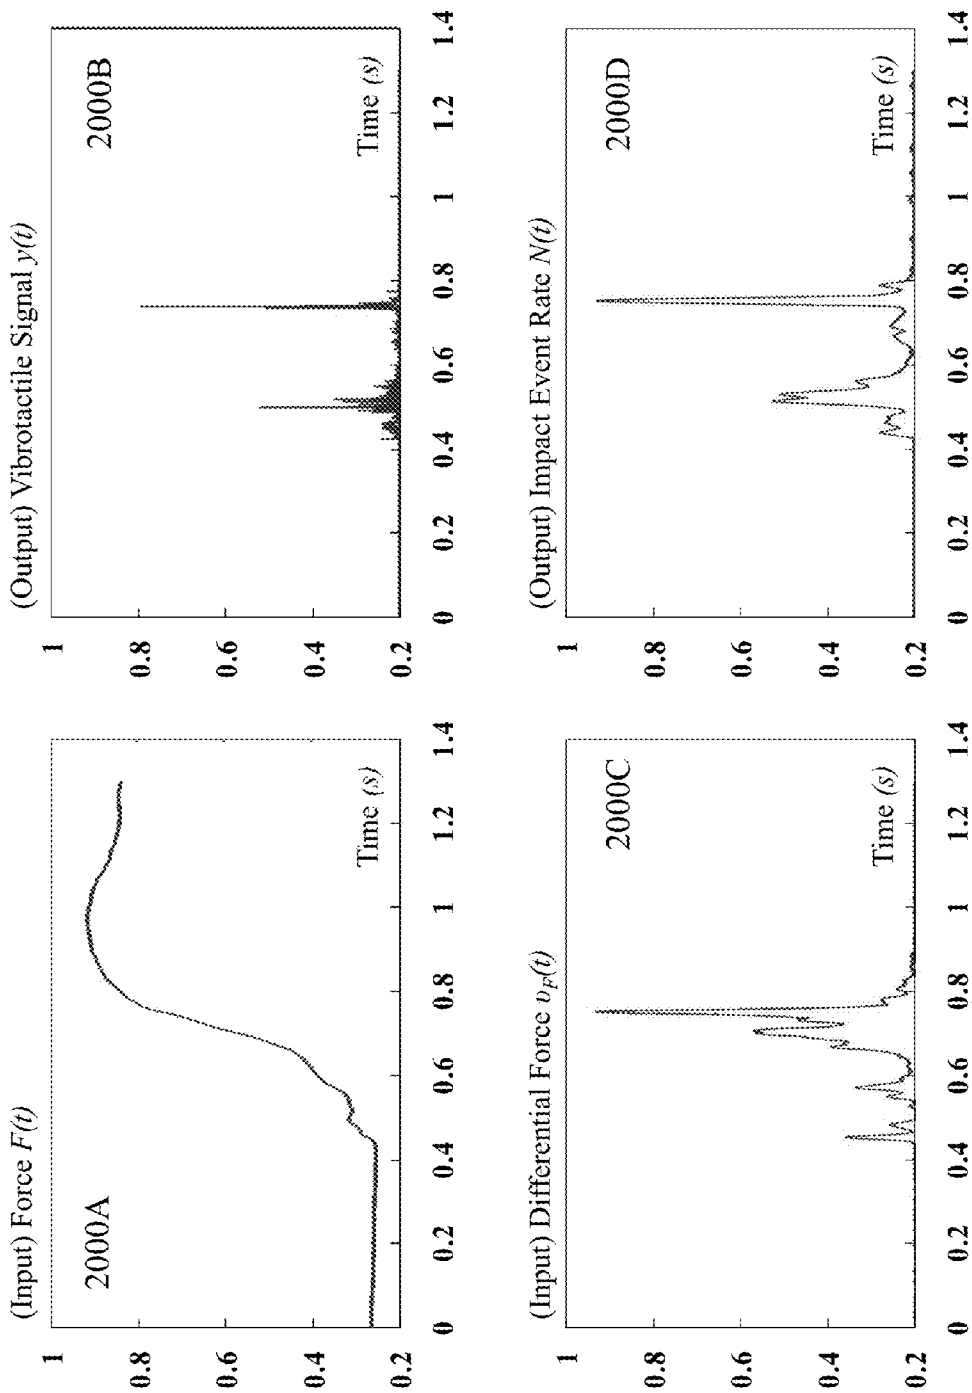 (Input) Force F(t)
1
0.8
0.6
0.4
0.2
2000A
Time (s)
0 0.2 0.4 0.6 0.8 1 1.2 1.4
(Output) Vibrotactile Signal y(t)
1
0.8
0.6
0.4
0.2
2000B
Time (s)
0 0.2 0.4 0.6 0.8 1 1.2 1.4
(Input) Differential Force υ_F(t)
1
0.8
0.6
0.4
0.2
2000C
Time (s)
0 0.2 0.4 0.6 0.8 1 1.2 1.4
(Output) Impact Event Rate N(t)
1
0.8
0.6
0.4
0.2
2000D
Time (s)
0 0.2 0.4 0.6 0.8 1 1.2 1.4